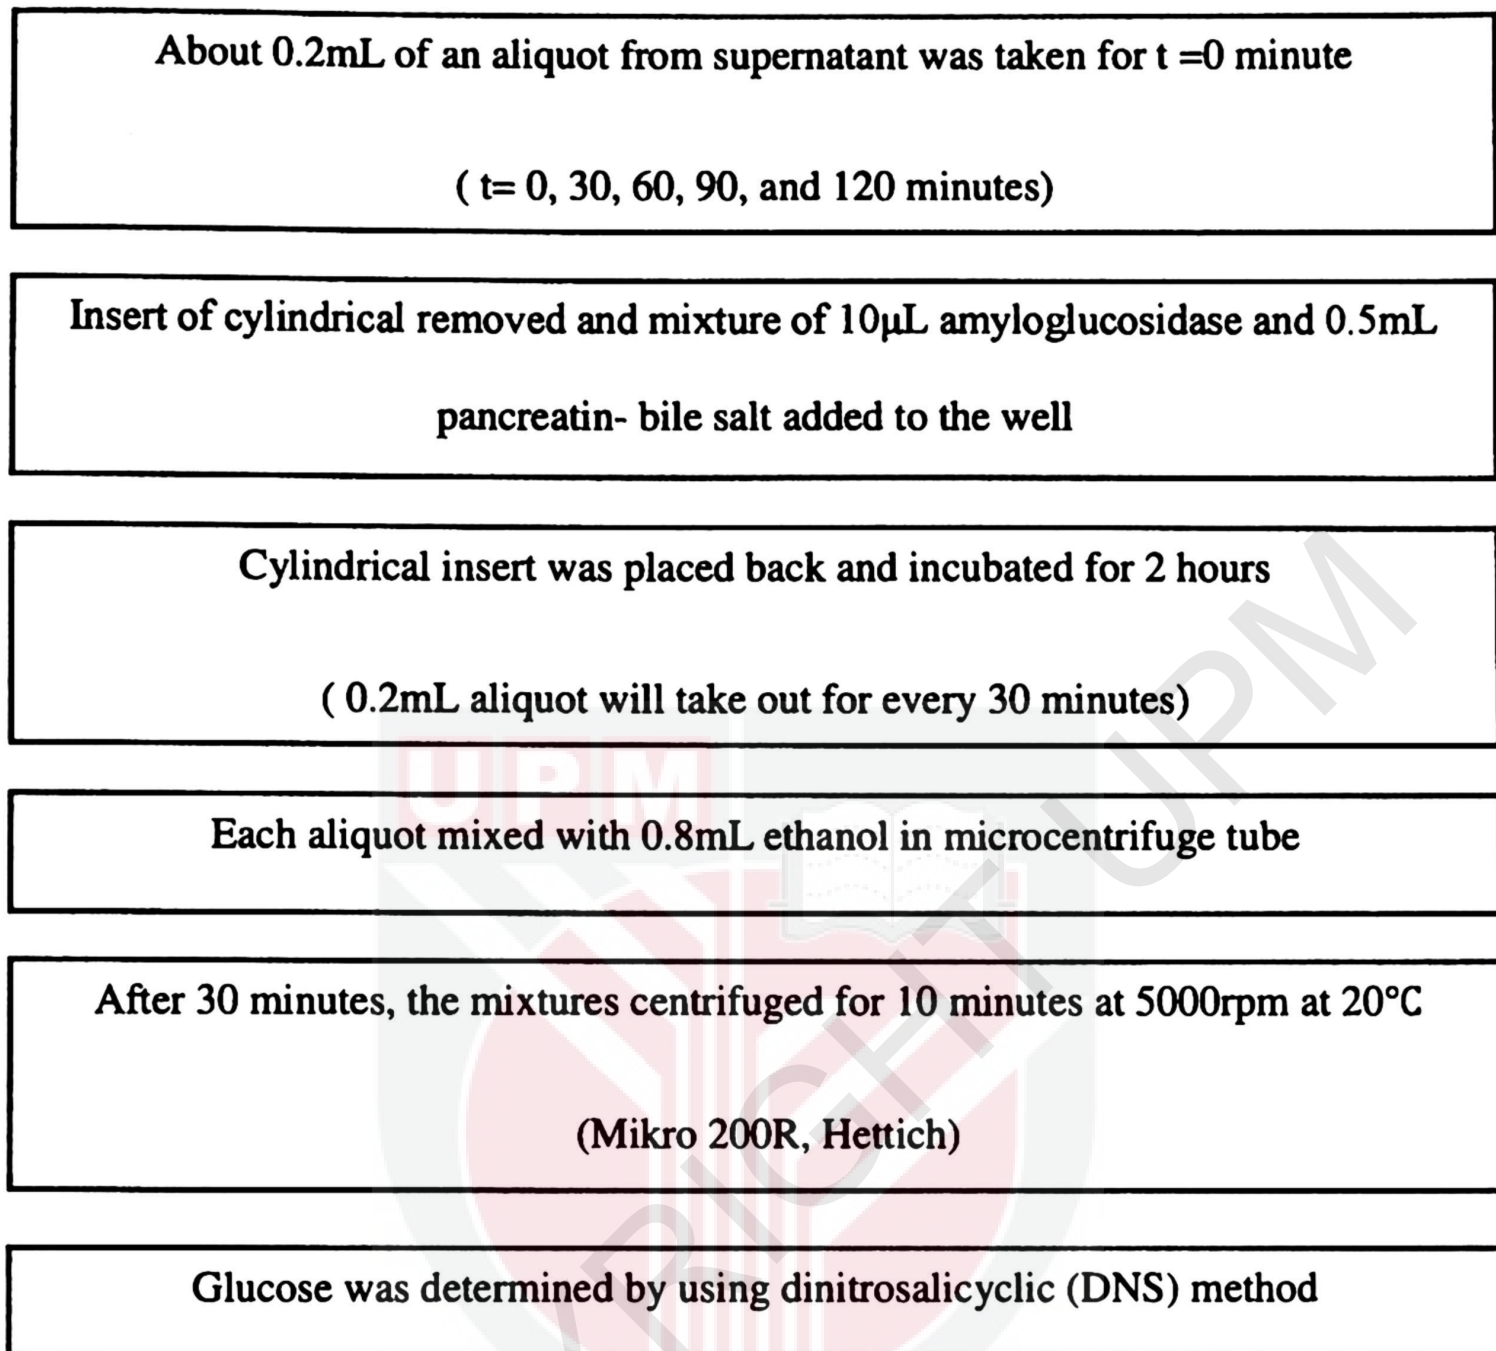 About 0.2mL of an aliquot from supernatant was taken for t =0 minute
( t= 0, 30, 60, 90, and 120 minutes)
Insert of cylindrical removed and mixture of 10µL amyloglucosidase and 0.5mL
pancreatin- bile salt added to the well
Cylindrical insert was placed back and incubated for 2 hours
( 0.2mL aliquot will take out for every 30 minutes)
UPM
Each aliquot mixed with 0.8mL ethanol in microcentrifuge tube
After 30 minutes, the mixtures centrifuged for 10 minutes at 5000rpm at 20°C
(Mikro 200R, Hettich)
Glucose was determined by using dinitrosalicyclic (DNS) method
YRIGHT UPM